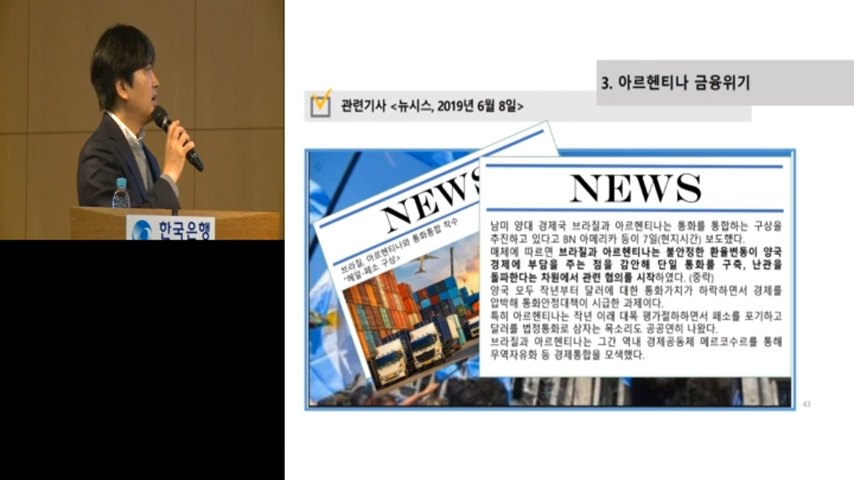 한국은행
3. 아르헨티나 금융위기
관련기사 <뉴시스, 2019년 6월 8일>
NEWS
브라질, 아르헨티나와 통화통합 착수
"헤알-페소 구상>
NEWS
남미 양대 경제국 브라질과 아르헨티나는 통화를 통합하는 구상을
추진하고 있다고 BN 아메리카 등이 7일(현지시간) 보도했다.
매체에 따르면 브라질과 아르헨티나는 불안정한 환율변동이 양국
경제에 부담을 주는 점을 감안해 단일 통화를 구축, 난관을
돌파한다는 차원에서 관련 협의를 시작하였다. (중략)
양국 모두 작년부터 달러에 대한 통화가치가 하락하면서 경제를
압박해 통화안정대책이 시급한 과제이다.
특히 아르헨티나는 작년 이래 대폭 평가절하하면서 페소를 포기하고
달러를 법정통화로 삼자는 목소리도 공공연히 나왔다.
브라질과 아르헨티나는 그간 역내 경제공동체 메르코수르를 통해
무역자유화 등 경제통합을 모색했다.
43